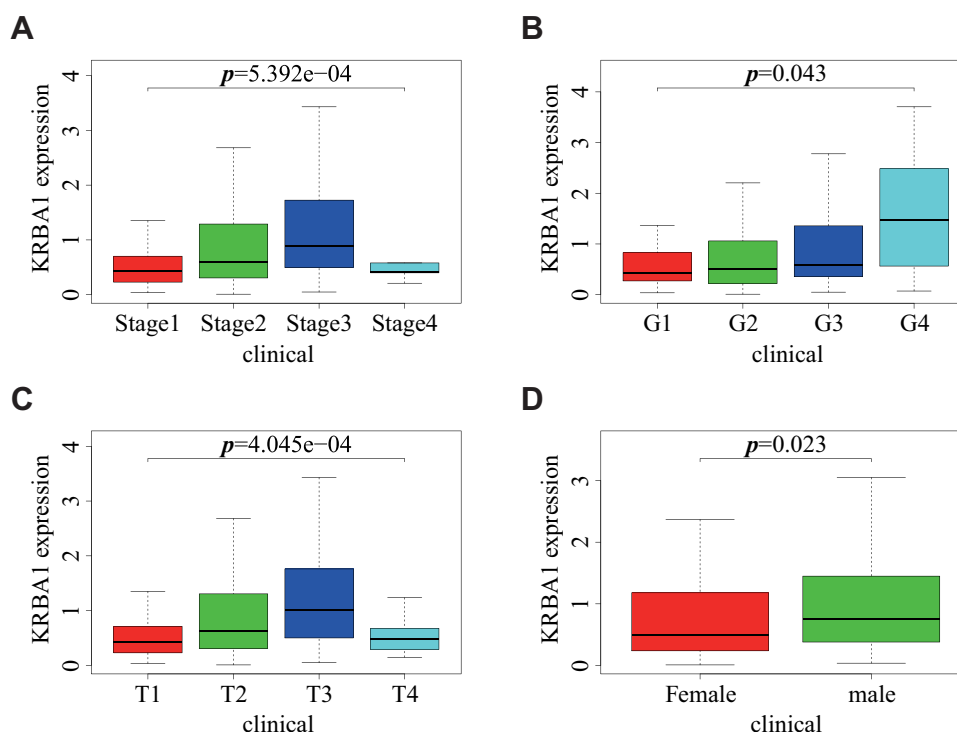 A
p=5.392e−04
KRBA1 expression
4
3
2
1
0
Stage1 Stage2 Stage3 Stage4
clinical
B
p=0.043
KRBA1 expression
4
3
2
1
0
G1 G2 G3 G4
clinical
C
p=4.045e−04
KRBA1 expression
4
3
2
1
0
T1 T2 T3 T4
clinical
D
p=0.023
KRBA1 expression
3
2
1
0
Female male
clinical